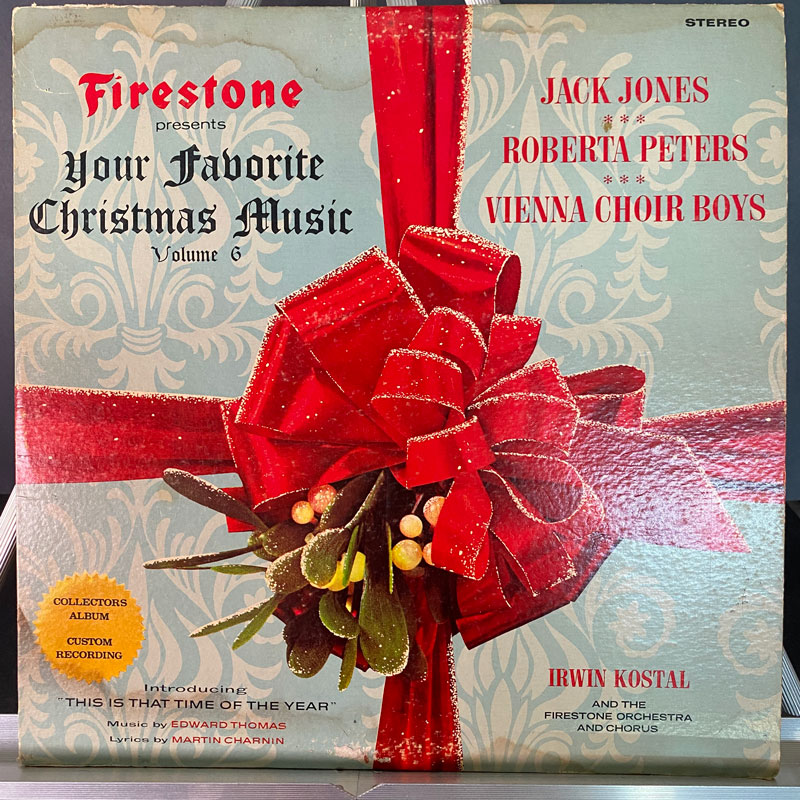 STEREO
Firestone
presents
Your Favorite
Christmas Music
Volume 6
JACK JONES
***
ROBERTA PETERS
***
VIENNA CHOIR BOYS
COLLECTORS
ALBUM
CUSTOM
RECORDING
Introducing
"THIS IS THAT TIME OF THE YEAR"
Music by EDWARD THOMAS
Lyrics by MARTIN CHARNIN
IRWIN KOSTAL
AND THE
FIRESTONE ORCHESTRA
AND CHORUS